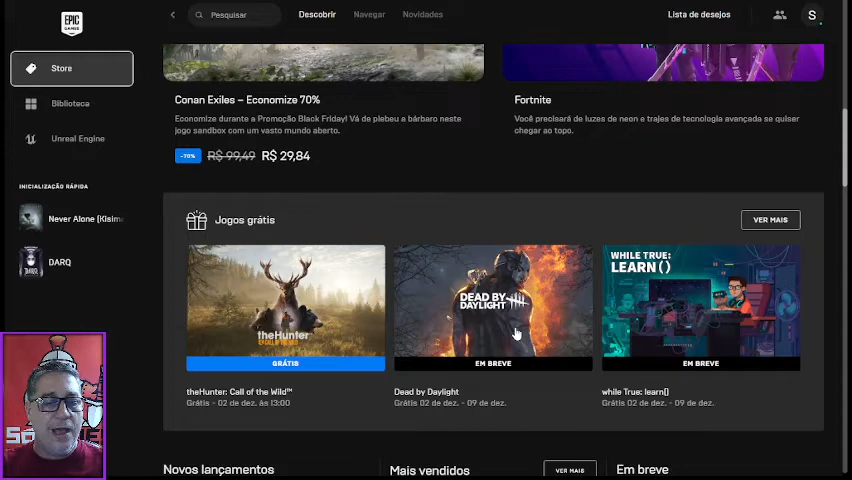 EPIC
GAMES
Pesquisar
Descobrir
Navegar
Novidades
Lista de desejos
S
Store
Biblioteca
Unreal Engine
INICIALIZAÇÃO RÁPIDA
Never Alone (Kisima
DARQ
Conan Exiles – Economize 70%
Economize durante a Promoção Black Friday! Vá de plebeu a bárbaro neste
jogo sandbox com um vasto mundo aberto.
-70% R$ 99,49 R$ 29,84
Fortnite
Você precisará de luzes de neon e trajes de tecnologia avançada se quiser
chegar ao topo.
Jogos grátis
VER MAIS
theHunter
CALL OF THE WILD
GRÁTIS
theHunter: Call of the Wild™
Grátis - 02 de dez. às 13:00
DEAD BY
DAYLIGHT
EM BREVE
Dead by Daylight
Grátis 02 de dez. - 09 de dez.
WHILE TRUE:
LEARN()
EM BREVE
while True: learn()
Grátis 02 de dez. - 09 de dez.
Novos lançamentos
Mais vendidos
VER MAIS
Em breve